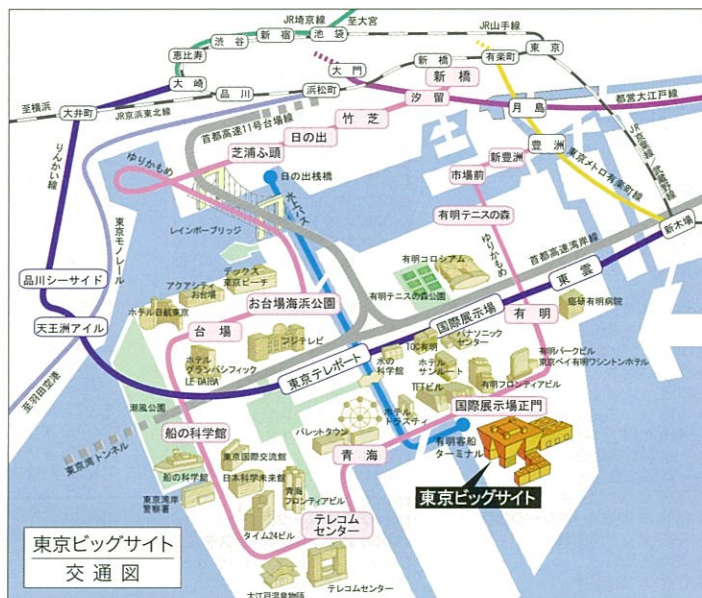 JR埼京線
至大宮
JR山手線
渋谷
新宿
池袋
恵比寿
大崎
品川
浜松町
大門
新橋
有楽町
東京
新橋
汐留
月島
都営大江戸線
至横浜
大井町
JR京浜東北線
首都高速11号台場線
竹芝
日の出
芝浦ふ頭
ゆりかもめ
りんかい線
日の出桟橋
水上バス
豊洲
新豊洲
市場前
東京メトロ有楽町線
JR京葉線・武蔵野線
有明テニスの森
レインボーブリッジ
東京モノレール
有明コロシアム
ゆりかもめ
首都高速湾岸線
新木場
デックス
東京ビーチ
アクアシティ
お台場
有明テニスの森公園
東雲
品川シーサイド
お台場海浜公園
国際展示場
有明
癌研有明病院
ホテル日航東京
天王洲アイル
台場
フジテレビ
TOC有明
パナソニック
センター
ホテル
グランパシフィック
LE DAIBA
東京テレポート
水の
科学館
ホテル
サンルート
有明パークビル
東京ベイ有明ワシントンホテル
至羽田空港
TFTビル
有明フロンティアビル
潮風公園
国際展示場正門
船の科学館
ホテル
トラスティ
パレットタウン
有明客船
ターミナル
東京湾トンネル
東京国際交流館
青海
船の科学館
日本科学未来館
東京ビッグサイト
東京湾岸
警察署
青海
フロンティアビル
タイム24ビル
テレコム
センター
東京ビッグサイト
交通図
大江戸温泉物語
テレコムセンター